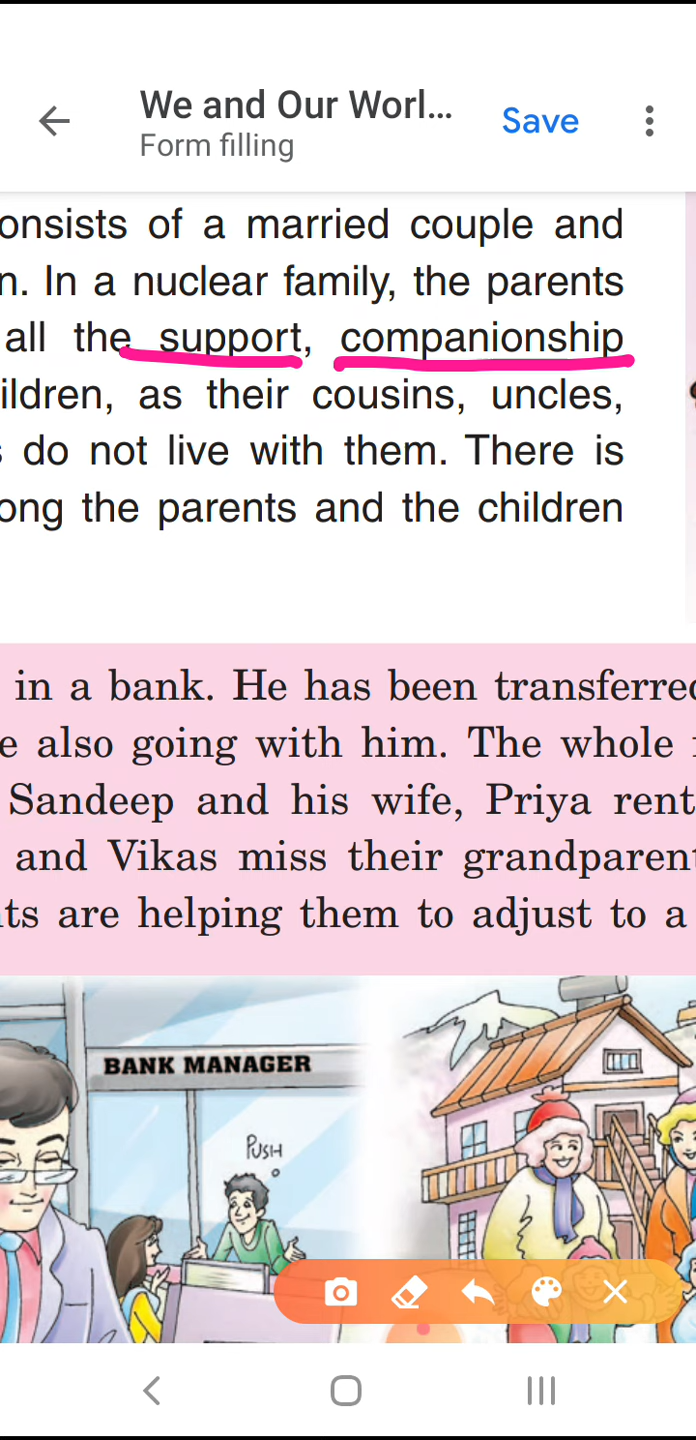 We and Our Worl...
Save
Form filling
onsists of a married couple and
n. In a nuclear family, the parents
all the support, companionship
ildren, as their cousins, uncles,
s do not live with them. There is
ong the parents and the children
in a bank. He has been transferred
e also going with him. The whole
Sandeep and his wife, Priya rent
and Vikas miss their grandparent
ts are helping them to adjust to a
BANK MANAGER
PUSH